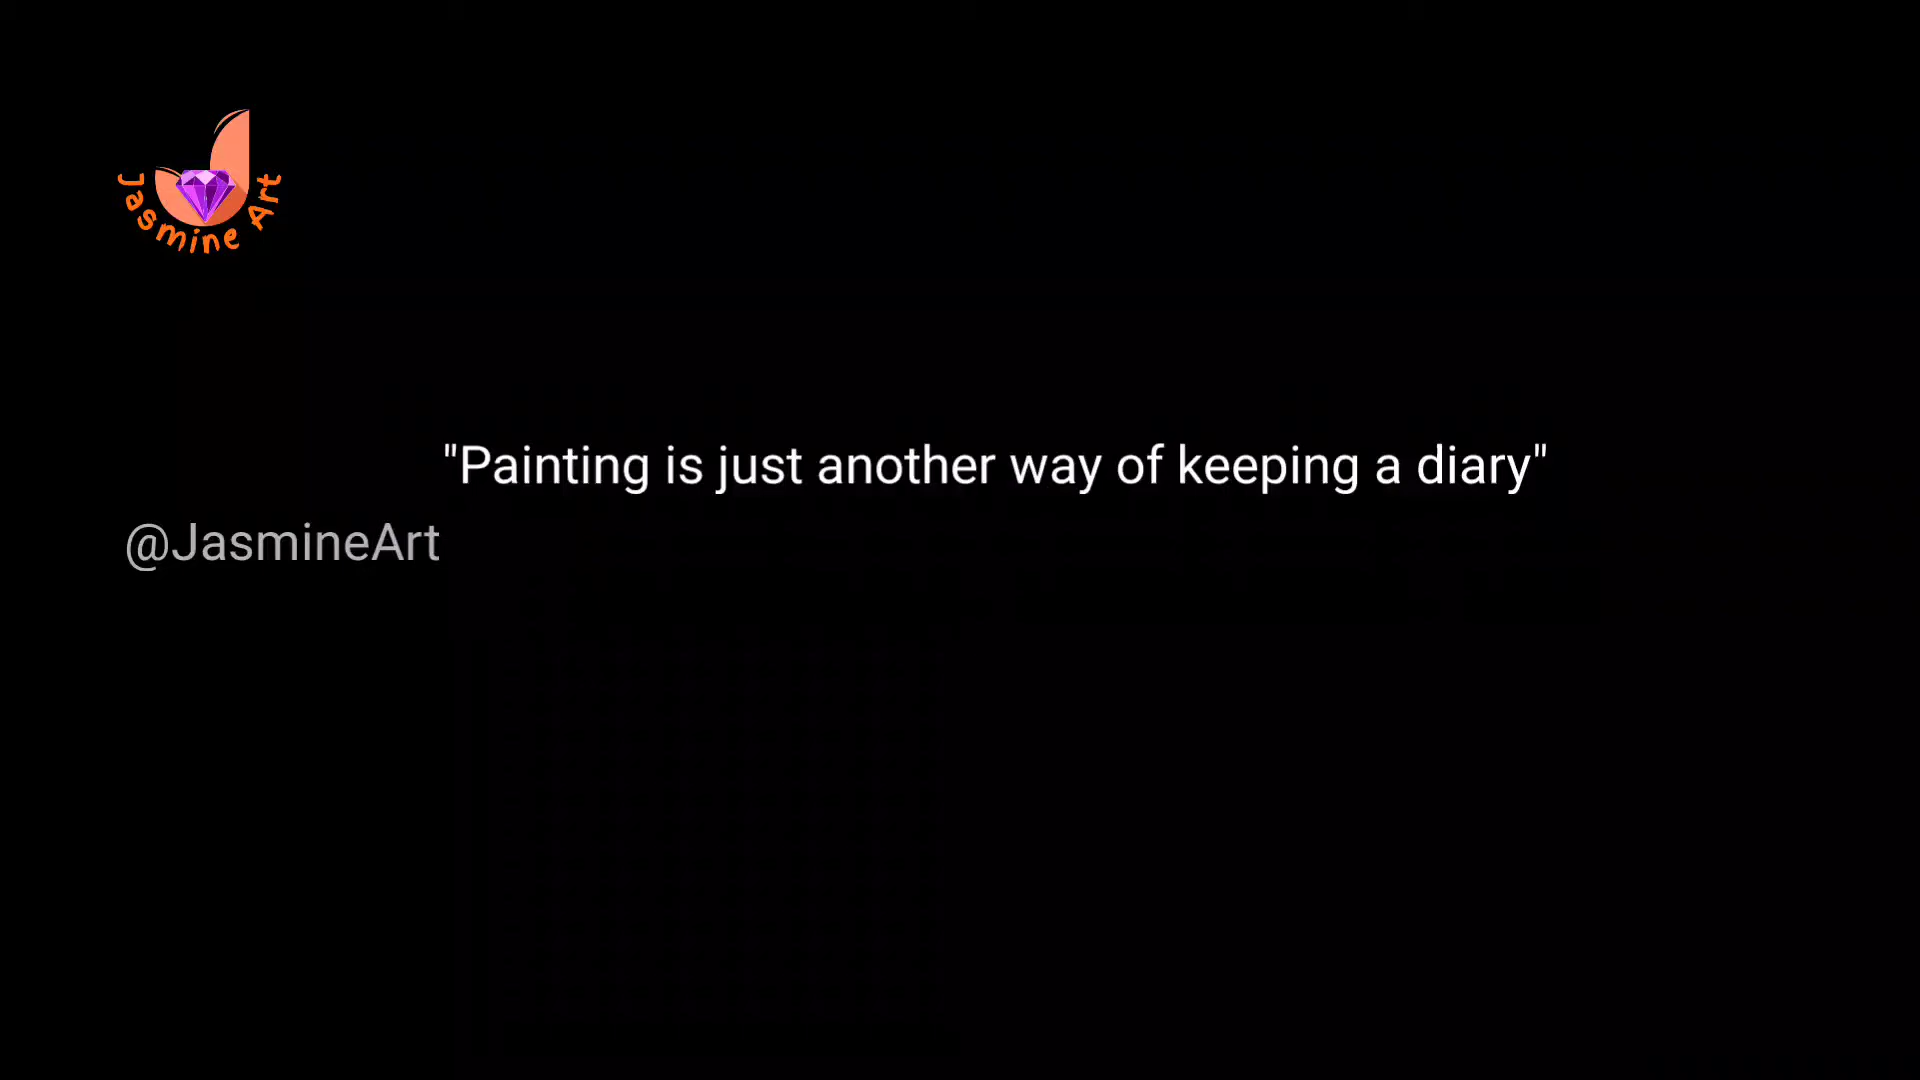 Jasmine Art
"Painting is just another way of keeping a diary"
@JasmineArt